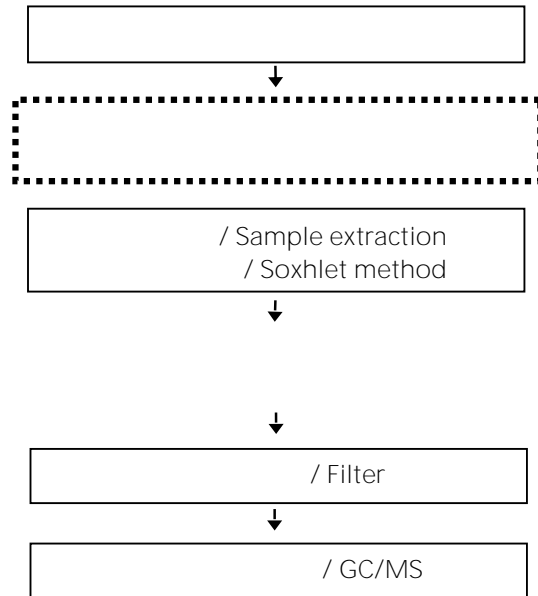 / Sample extraction
/ Soxhlet method
/ Filter
/ GC/MS